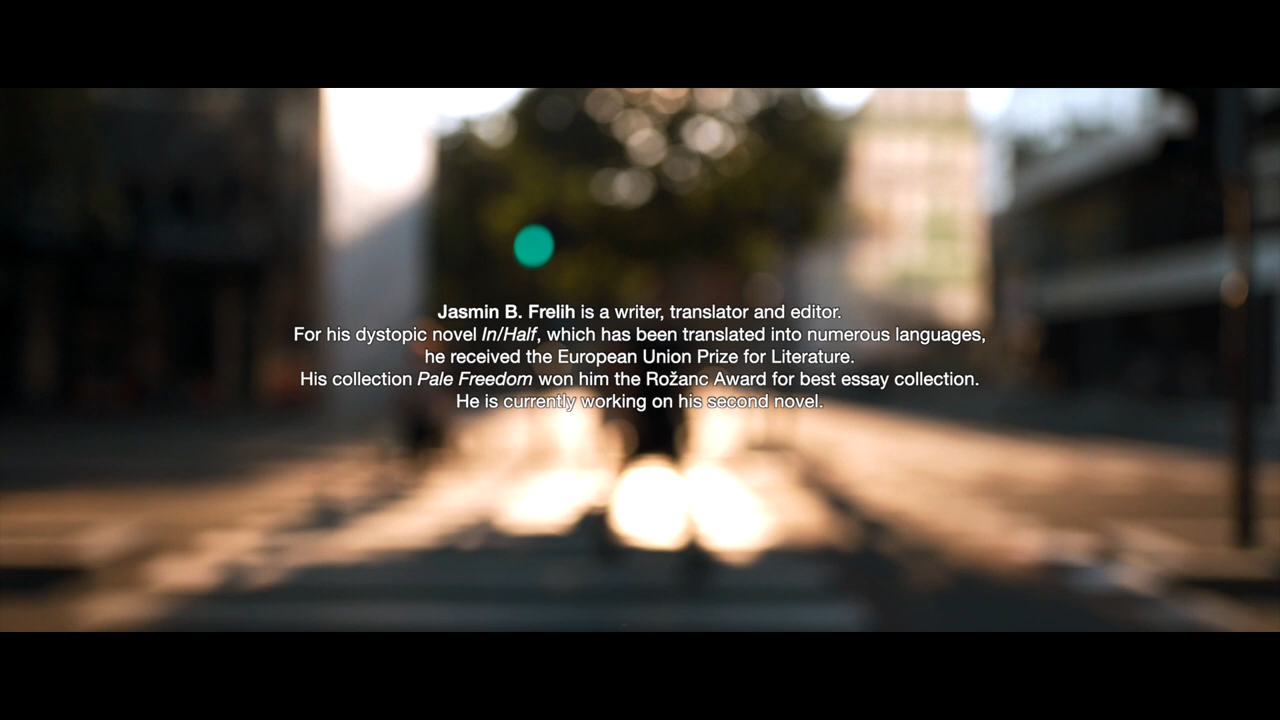 Jasmin B. Frelih is a writer, translator and editor.
For his dystopic novel In/Half, which has been translated into numerous languages,
he received the European Union Prize for Literature.
His collection Pale Freedom won him the Rožanc Award for best essay collection.
He is currently working on his second novel.